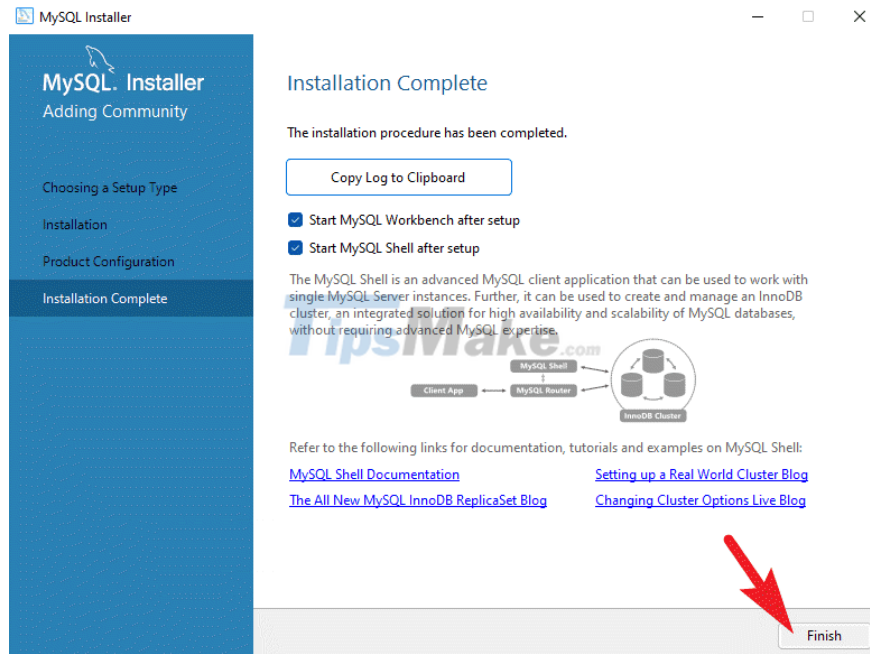 MySQL Installer
MySQL. Installer
Adding Community
Choosing a Setup Type
Installation
Product Configuration
Installation Complete
Installation Complete
The installation procedure has been completed.
Copy Log to Clipboard
Start MySQL Workbench after setup
Start MySQL Shell after setup
The MySQL Shell is an advanced MySQL client application that can be used to work with
single MySQL Server instances. Further, it can be used to create and manage an InnoDB
cluster, an integrated solution for high availability and scalability of MySQL databases,
without requiring advanced MySQL expertise.
TipsMake.com
MySQL Shell
Client App
MySQL Router
InnoDB Cluster
Refer to the following links for documentation, tutorials and examples on MySQL Shell:
MySQL Shell Documentation
Setting up a Real World Cluster Blog
The All New MySQL InnoDB ReplicaSet Blog
Changing Cluster Options Live Blog
Finish